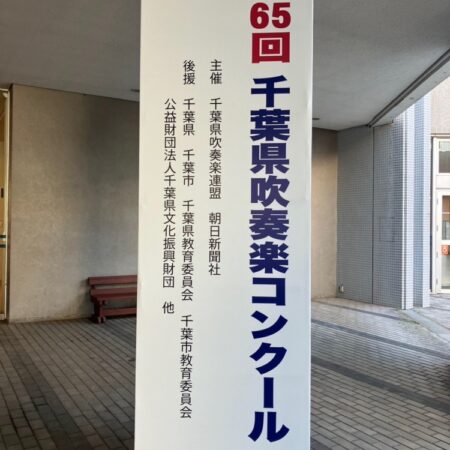 65回 千葉県吹奏楽コンクール
主催 千葉県吹奏楽連盟 朝日新聞社
後援 千葉県 千葉市 千葉県教育委員会 千葉市教育委員会
公益財団法人千葉県文化振興財団 他